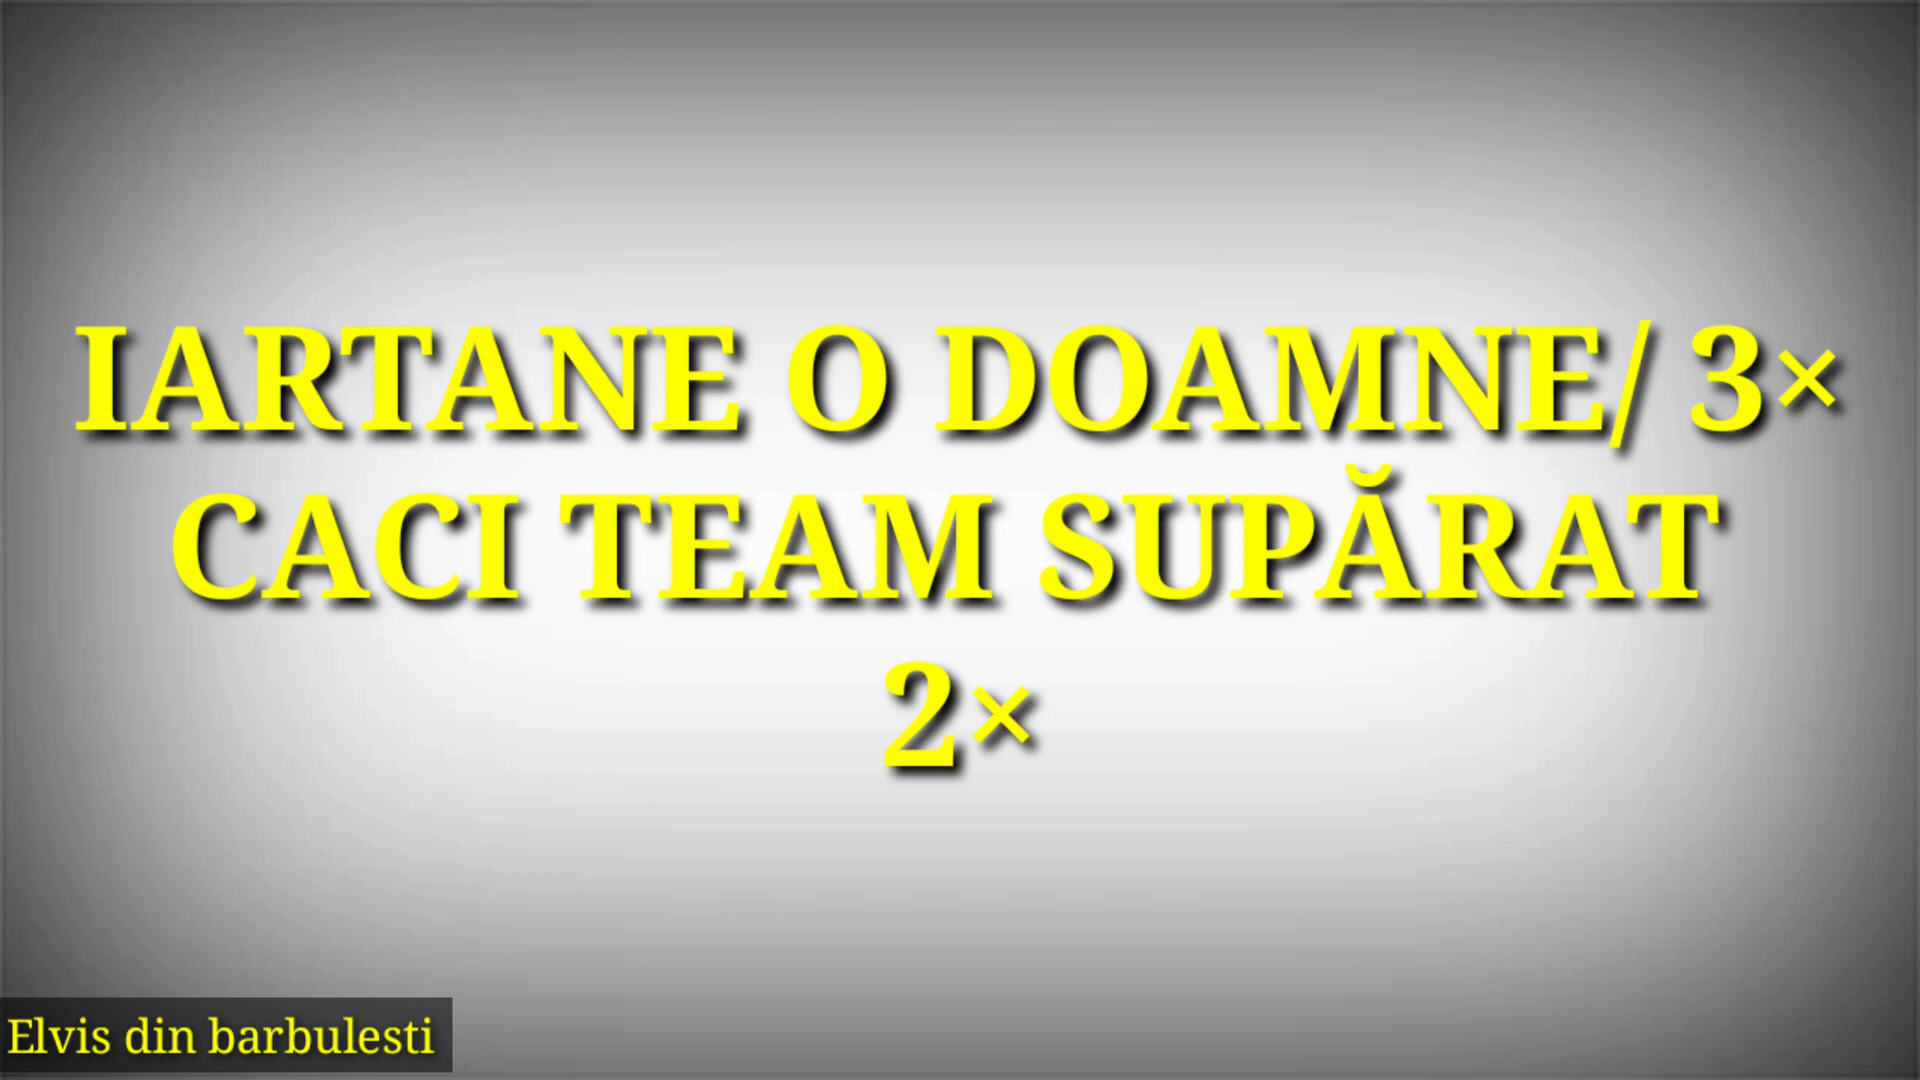 IARTANE O DOAMNE/ 3×
CACI TEAM SUPĂRAT
2×
Elvis din barbulesti